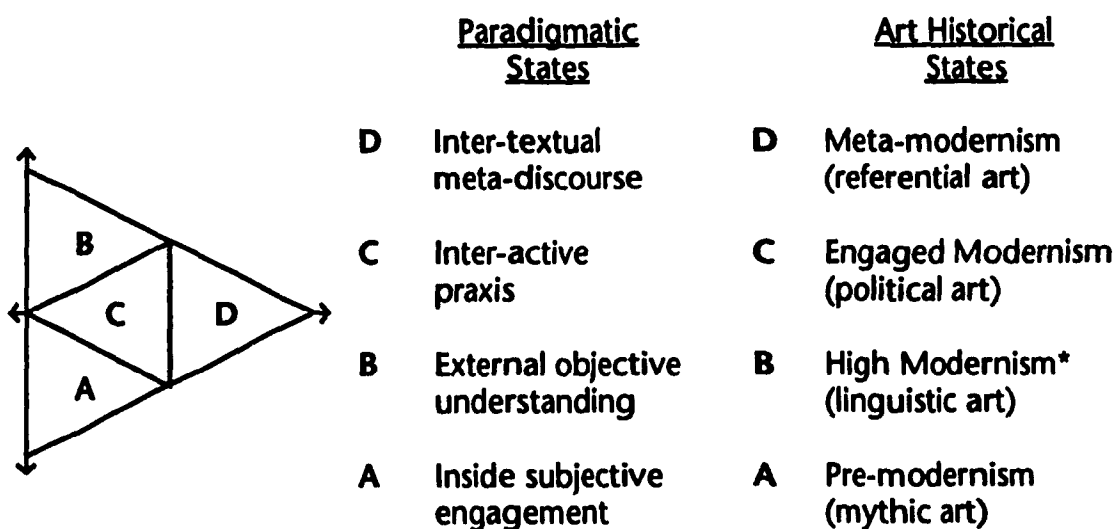 Paradigmatic
States
Art Historical
States
D Inter-textual
meta-discourse
D Meta-modernism
(referential art)
C Inter-active
praxis
C Engaged Modernism
(political art)
B External objective
understanding
B High Modernism*
(linguistic art)
A Inside subjective
engagement
A Pre-modernism
(mythic art)
B
C
D
A